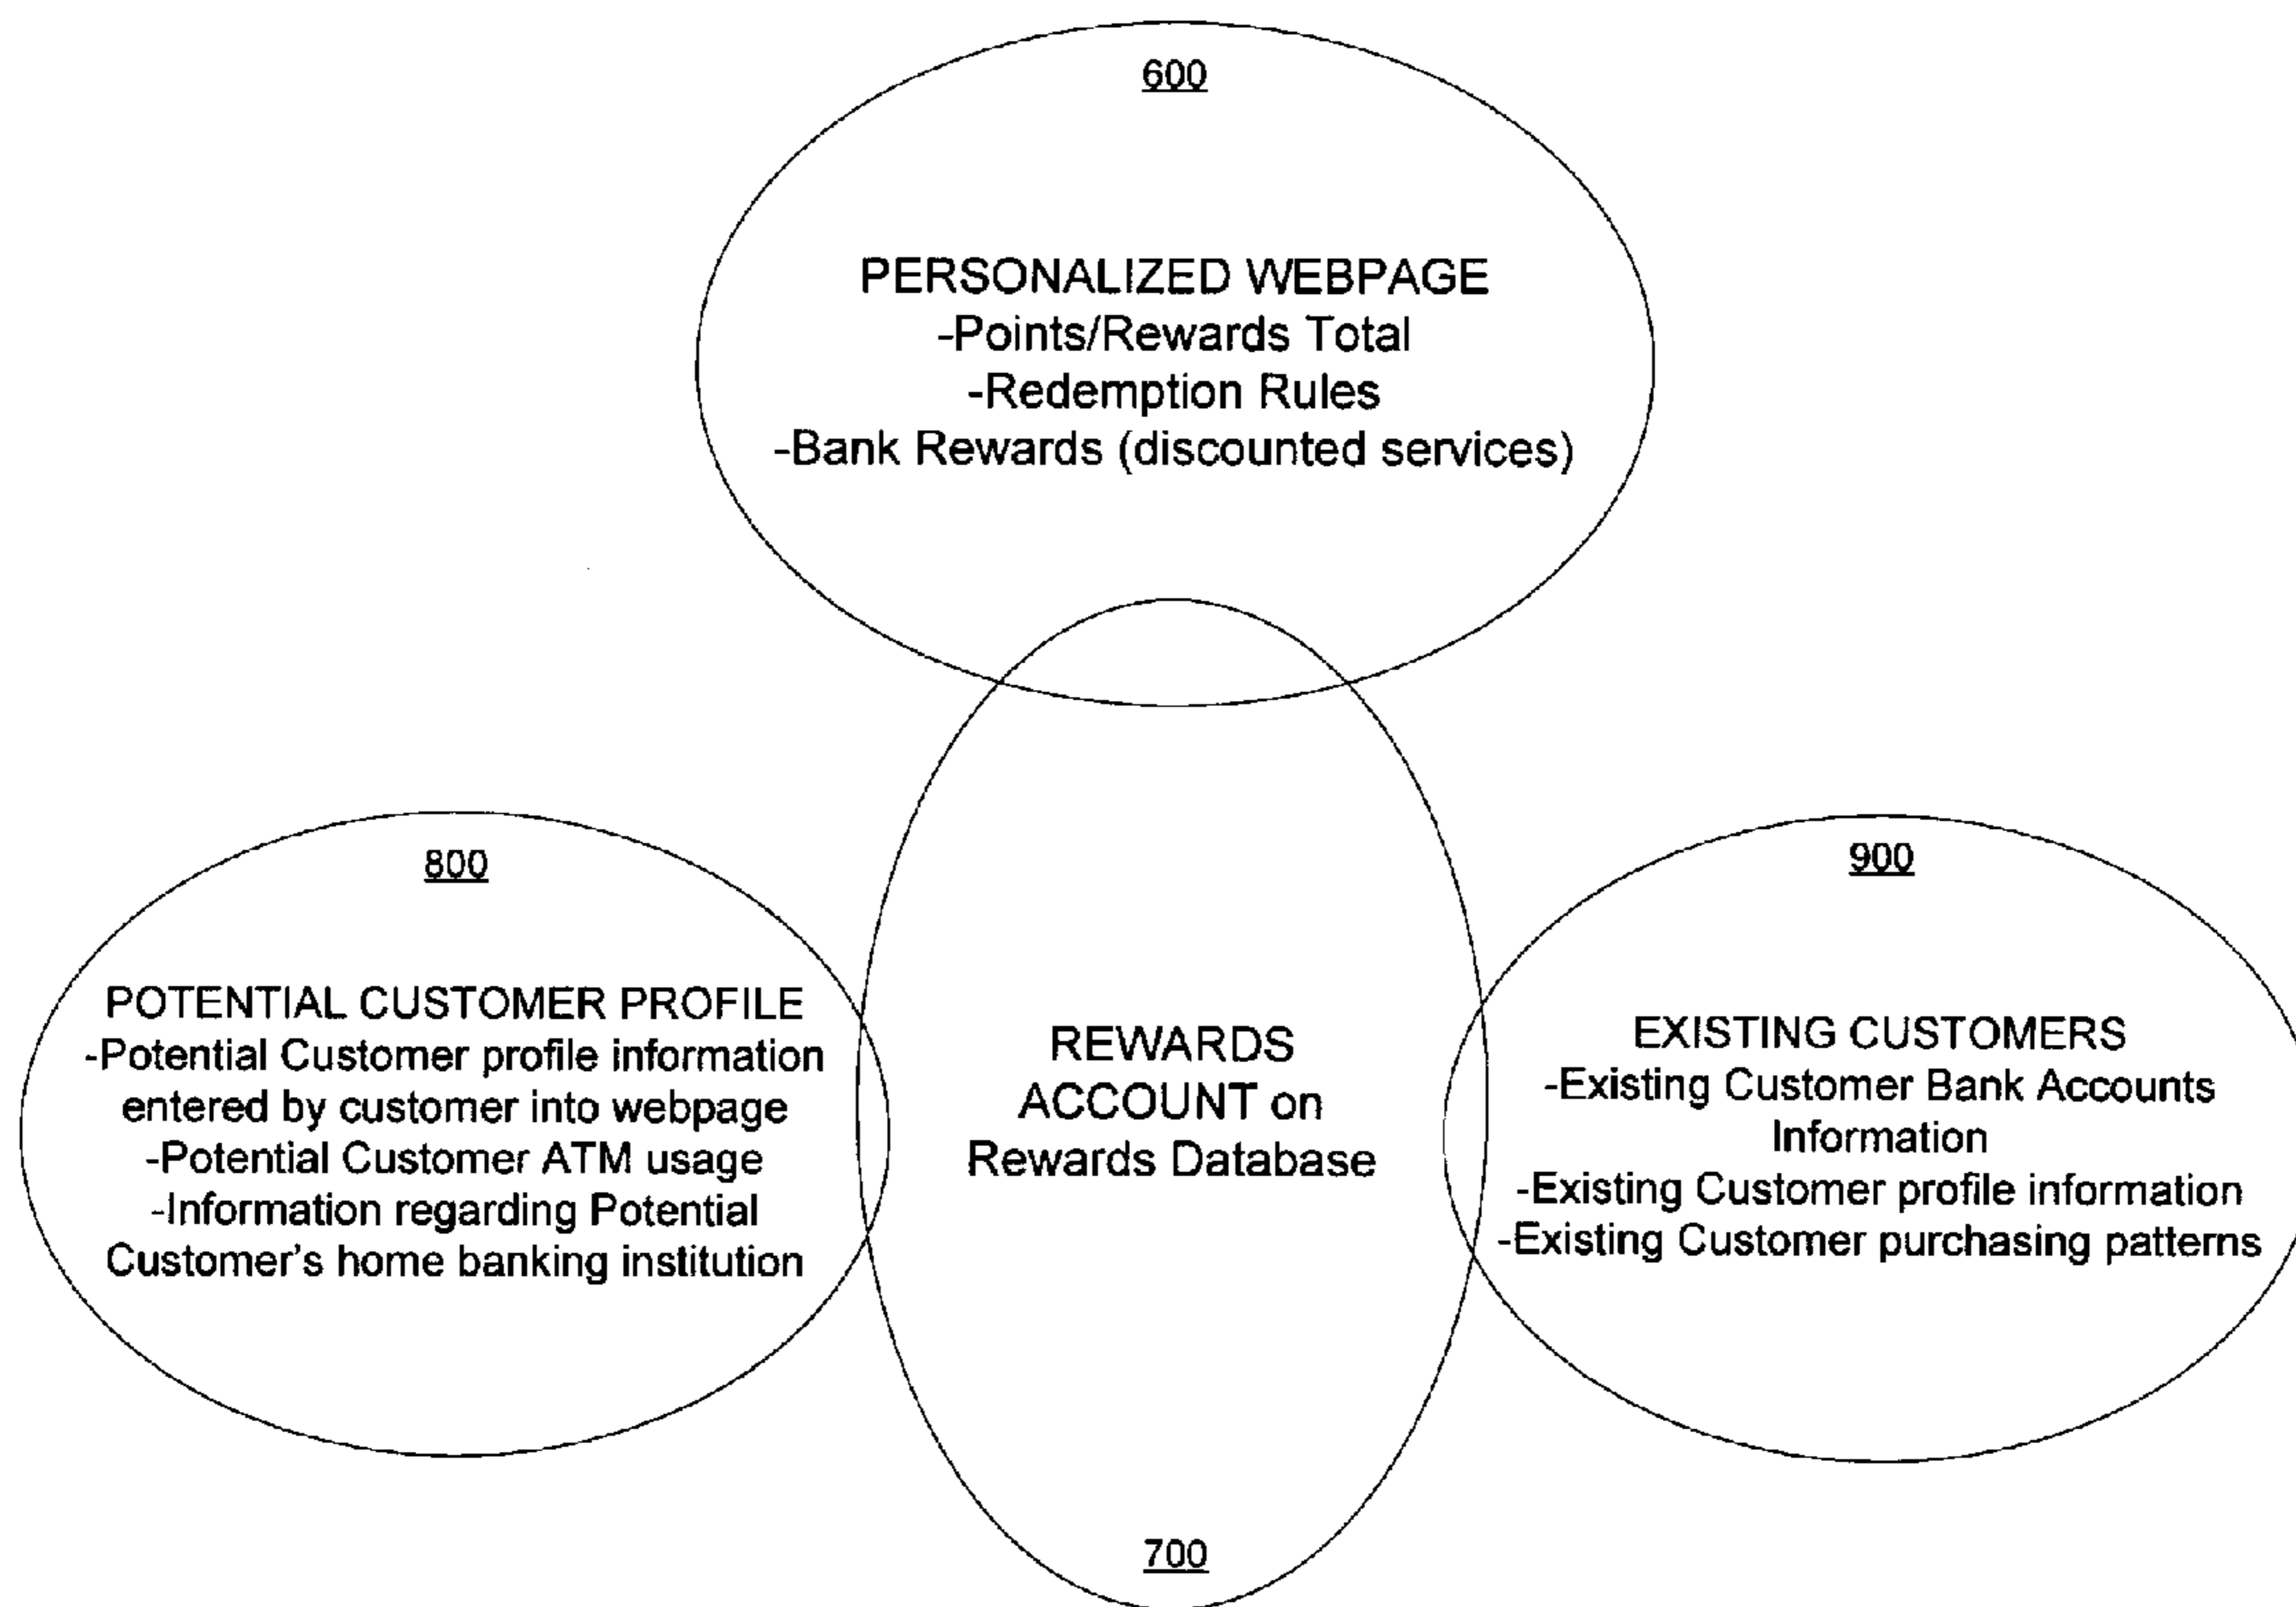 600
PERSONALIZED WEBPAGE
-Points/Rewards Total
-Redemption Rules
-Bank Rewards (discounted services)
800
POTENTIAL CUSTOMER PROFILE
-Potential Customer profile information
entered by customer into webpage
-Potential Customer ATM usage
-Information regarding Potential
Customer's home banking institution
REWARDS
ACCOUNT on
Rewards Database
700
900
EXISTING CUSTOMERS
-Existing Customer Bank Accounts
Information
-Existing Customer profile information
-Existing Customer purchasing patterns